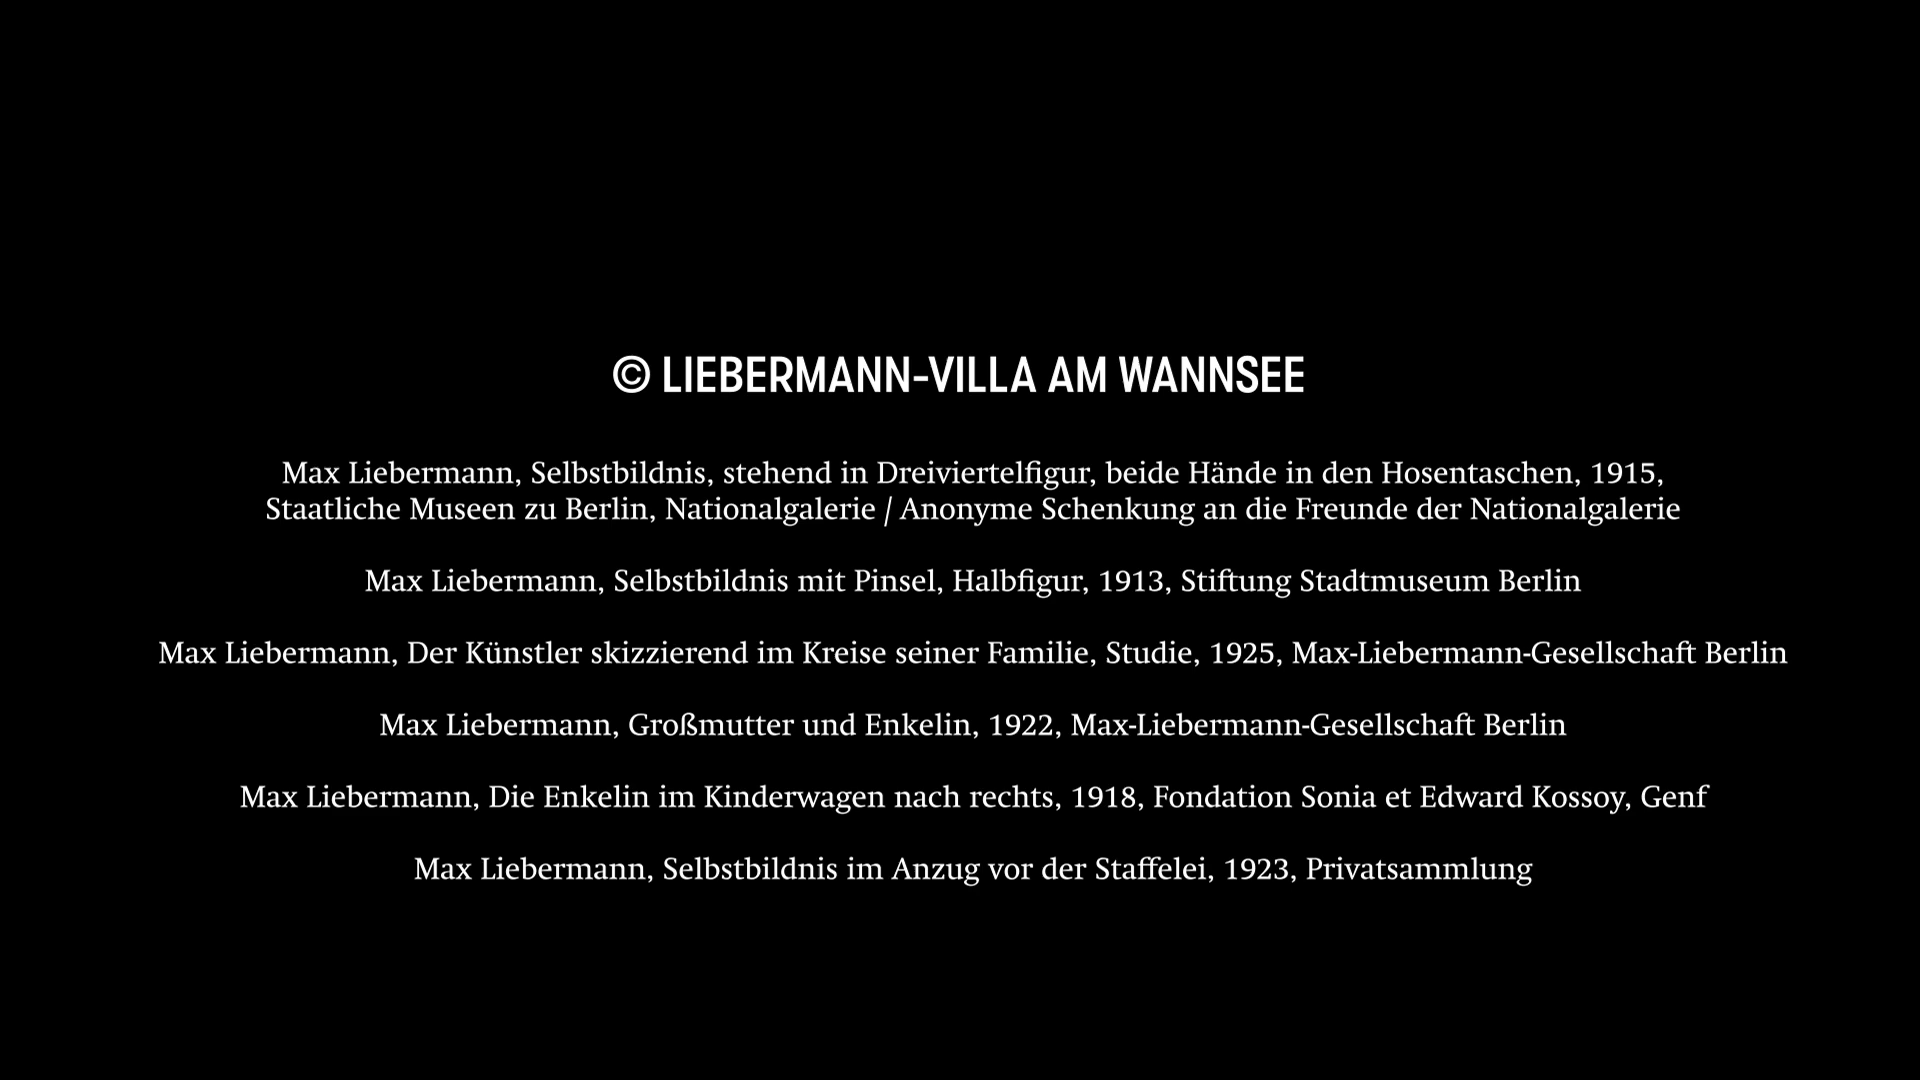 © LIEBERMANN-VILLA AM WANNSEE
Max Liebermann, Selbstbildnis, stehend in Dreiviertelfigur, beide Hände in den Hosentaschen, 1915,
Staatliche Museen zu Berlin, Nationalgalerie / Anonyme Schenkung an die Freunde der Nationalgalerie
Max Liebermann, Selbstbildnis mit Pinsel, Halbfigur, 1913, Stiftung Stadtmuseum Berlin
Max Liebermann, Der Künstler skizzierend im Kreise seiner Familie, Studie, 1925, Max-Liebermann-Gesellschaft Berlin
Max Liebermann, Großmutter und Enkelin, 1922, Max-Liebermann-Gesellschaft Berlin
Max Liebermann, Die Enkelin im Kinderwagen nach rechts, 1918, Fondation Sonia et Edward Kossoy, Genf
Max Liebermann, Selbstbildnis im Anzug vor der Staffelei, 1923, Privatsammlung